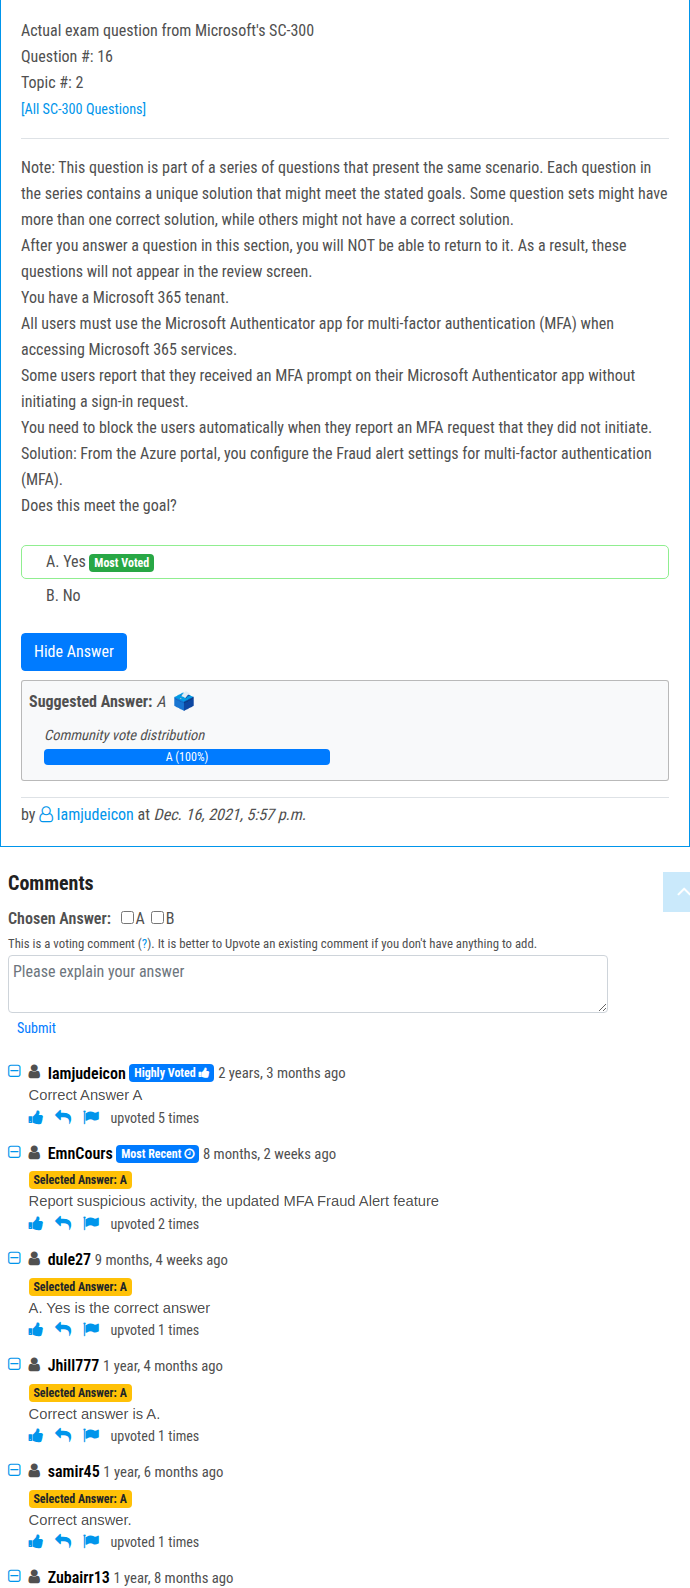 Actual exam question from Microsoft's SC-300
Question #: 16
Topic #: 2
[All SC-300 Questions]
Note: This question is part of a series of questions that present the same scenario. Each question in
the series contains a unique solution that might meet the stated goals. Some question sets might have
more than one correct solution, while others might not have a correct solution.
After you answer a question in this section, you will NOT be able to return to it. As a result, these
questions will not appear in the review screen.
You have a Microsoft 365 tenant.
All users must use the Microsoft Authenticator app for multi-factor authentication (MFA) when
accessing Microsoft 365 services.
Some users report that they received an MFA prompt on their Microsoft Authenticator app without
initiating a sign-in request.
You need to block the users automatically when they report an MFA request that they did not initiate.
Solution: From the Azure portal, you configure the Fraud alert settings for multi-factor authentication
(MFA).
Does this meet the goal?
A. Yes Most Voted
B. No
Hide Answer
Suggested Answer: A
Community vote distribution
A (100%)
by Iamjudeicon at Dec. 16, 2021, 5:57 p.m.
Comments
Chosen Answer: A B
This is a voting comment (?). It is better to Upvote an existing comment if you don't have anything to add.
Please explain your answer
Submit
Iamjudeicon Highly Voted 2 years, 3 months ago
Correct Answer A
upvoted 5 times
EmnCours Most Recent 8 months, 2 weeks ago
Selected Answer: A
Report suspicious activity, the updated MFA Fraud Alert feature
upvoted 2 times
dule27 9 months, 4 weeks ago
Selected Answer: A
A. Yes is the correct answer
upvoted 1 times
Jhill777 1 year, 4 months ago
Selected Answer: A
Correct answer is A.
upvoted 1 times
samir45 1 year, 6 months ago
Selected Answer: A
Correct answer.
upvoted 1 times
Zubairr13 1 year, 8 months ago